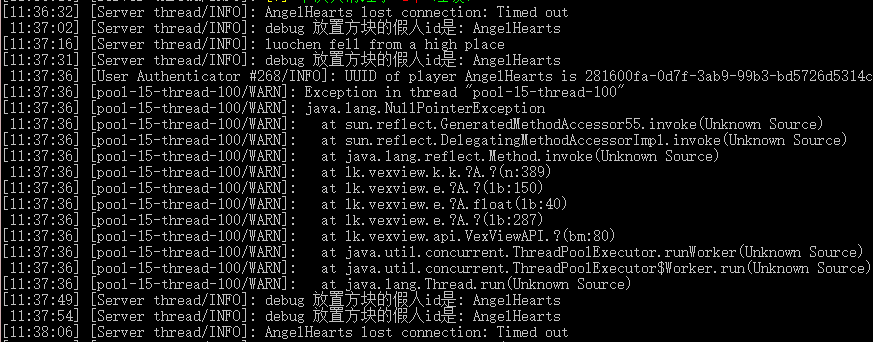 [11:36:32] [Server thread/INFO]: AngelHearts lost connection: Timed out
[11:37:02] [Server thread/INFO]: debug 放置方块的假人id是: AngelHearts
[11:37:16] [Server thread/INFO]: luochen fell from a high place
[11:37:31] [Server thread/INFO]: debug 放置方块的假人id是: AngelHearts
[11:37:36] [User Authenticator #268/INFO]: UUID of player AngelHearts is 281600fa-0d7f-3ab9-99b3-bd5726d5314c
[11:37:36] [pool-15-thread-100/WARN]: Exception in thread "pool-15-thread-100"
[11:37:36] [pool-15-thread-100/WARN]: java.lang.NullPointerException
[11:37:36] [pool-15-thread-100/WARN]: at sun.reflect.GeneratedMethodAccessor55.invoke(Unknown Source)
[11:37:36] [pool-15-thread-100/WARN]: at sun.reflect.DelegatingMethodAccessorImpl.invoke(Unknown Source)
[11:37:36] [pool-15-thread-100/WARN]: at java.lang.reflect.Method.invoke(Unknown Source)
[11:37:36] [pool-15-thread-100/WARN]: at lk.vexview.k.k.?A.?(n:389)
[11:37:36] [pool-15-thread-100/WARN]: at lk.vexview.e.?A.?(lb:150)
[11:37:36] [pool-15-thread-100/WARN]: at lk.vexview.e.?A.float(lb:40)
[11:37:36] [pool-15-thread-100/WARN]: at lk.vexview.e.?A.?(lb:287)
[11:37:36] [pool-15-thread-100/WARN]: at lk.vexview.api.VexViewAPI.?(bm:80)
[11:37:36] [pool-15-thread-100/WARN]: at java.util.concurrent.ThreadPoolExecutor.runWorker(Unknown Source)
[11:37:36] [pool-15-thread-100/WARN]: at java.util.concurrent.ThreadPoolExecutor$Worker.run(Unknown Source)
[11:37:36] [pool-15-thread-100/WARN]: at java.lang.Thread.run(Unknown Source)
[11:37:49] [Server thread/INFO]: debug 放置方块的假人id是: AngelHearts
[11:37:54] [Server thread/INFO]: debug 放置方块的假人id是: AngelHearts
[11:38:06] [Server thread/INFO]: AngelHearts lost connection: Timed out